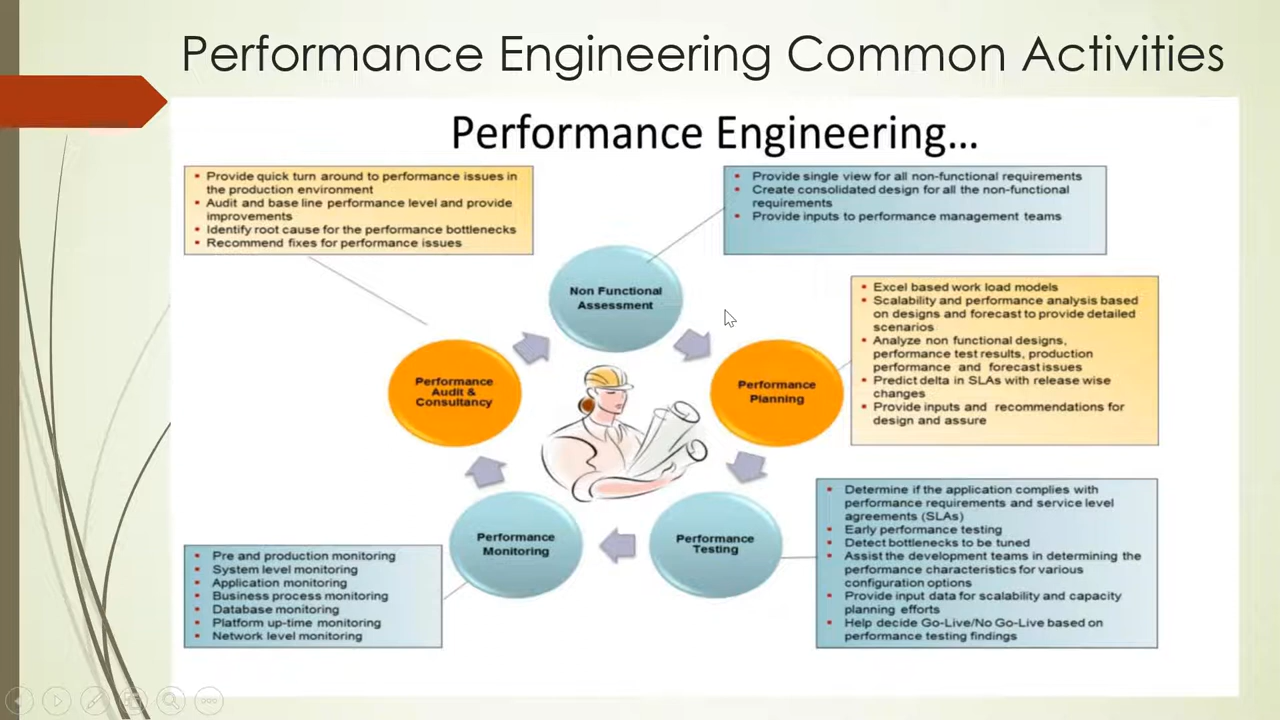 Performance Engineering Common Activities
Performance Engineering...
• Provide quick turn around to performance issues in
the production environment
• Audit and base line performance level and provide
improvements
• Identify root cause for the performance bottlenecks
• Recommend fixes for performance issues
• Provide single view for all non-functional requirements
• Create consolidated design for all the non-functional
requirements
• Provide inputs to performance management teams
Non Functional
Assessment
• Excel based work load models
• Scalability and performance analysis based
on designs and forecast to provide detailed
scenarios
• Analyze non functional designs,
performance test results, production
performance and forecast issues
• Predict delta in SLAs with release wise
changes
• Provide inputs and recommendations for
design and assure
Performance
Audit &
Consultancy
Performance
Planning
• Determine if the application complies with
performance requirements and service level
agreements (SLAs)
• Early performance testing
• Detect bottlenecks to be tuned
• Assist the development teams in determining the
performance characteristics for various
configuration options
• Provide input data for scalability and capacity
planning efforts
• Help decide Go-Live/No Go-Live based on
performance testing findings
Performance
Monitoring
Performance
Testing
• Pre and production monitoring
• System level monitoring
• Application monitoring
• Business process monitoring
• Database monitoring
• Platform up-time monitoring
• Network level monitoring